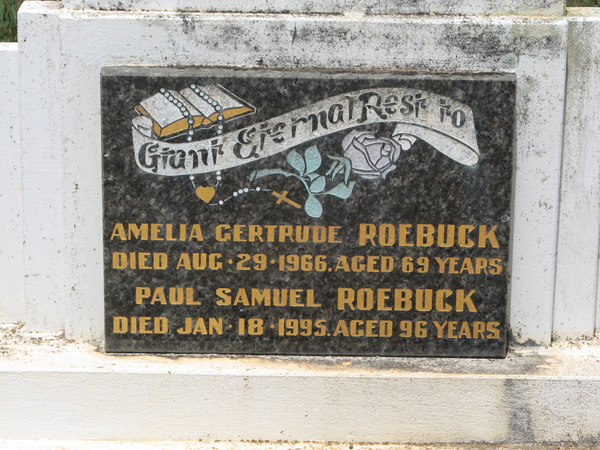 Grant Eternal Rest to
AMELIA GERTRUDE ROEBUCK
DIED AUG·29·1966. AGED 69 YEARS
PAUL SAMUEL ROEBUCK
DIED JAN·18·1995. AGED 96 YEARS